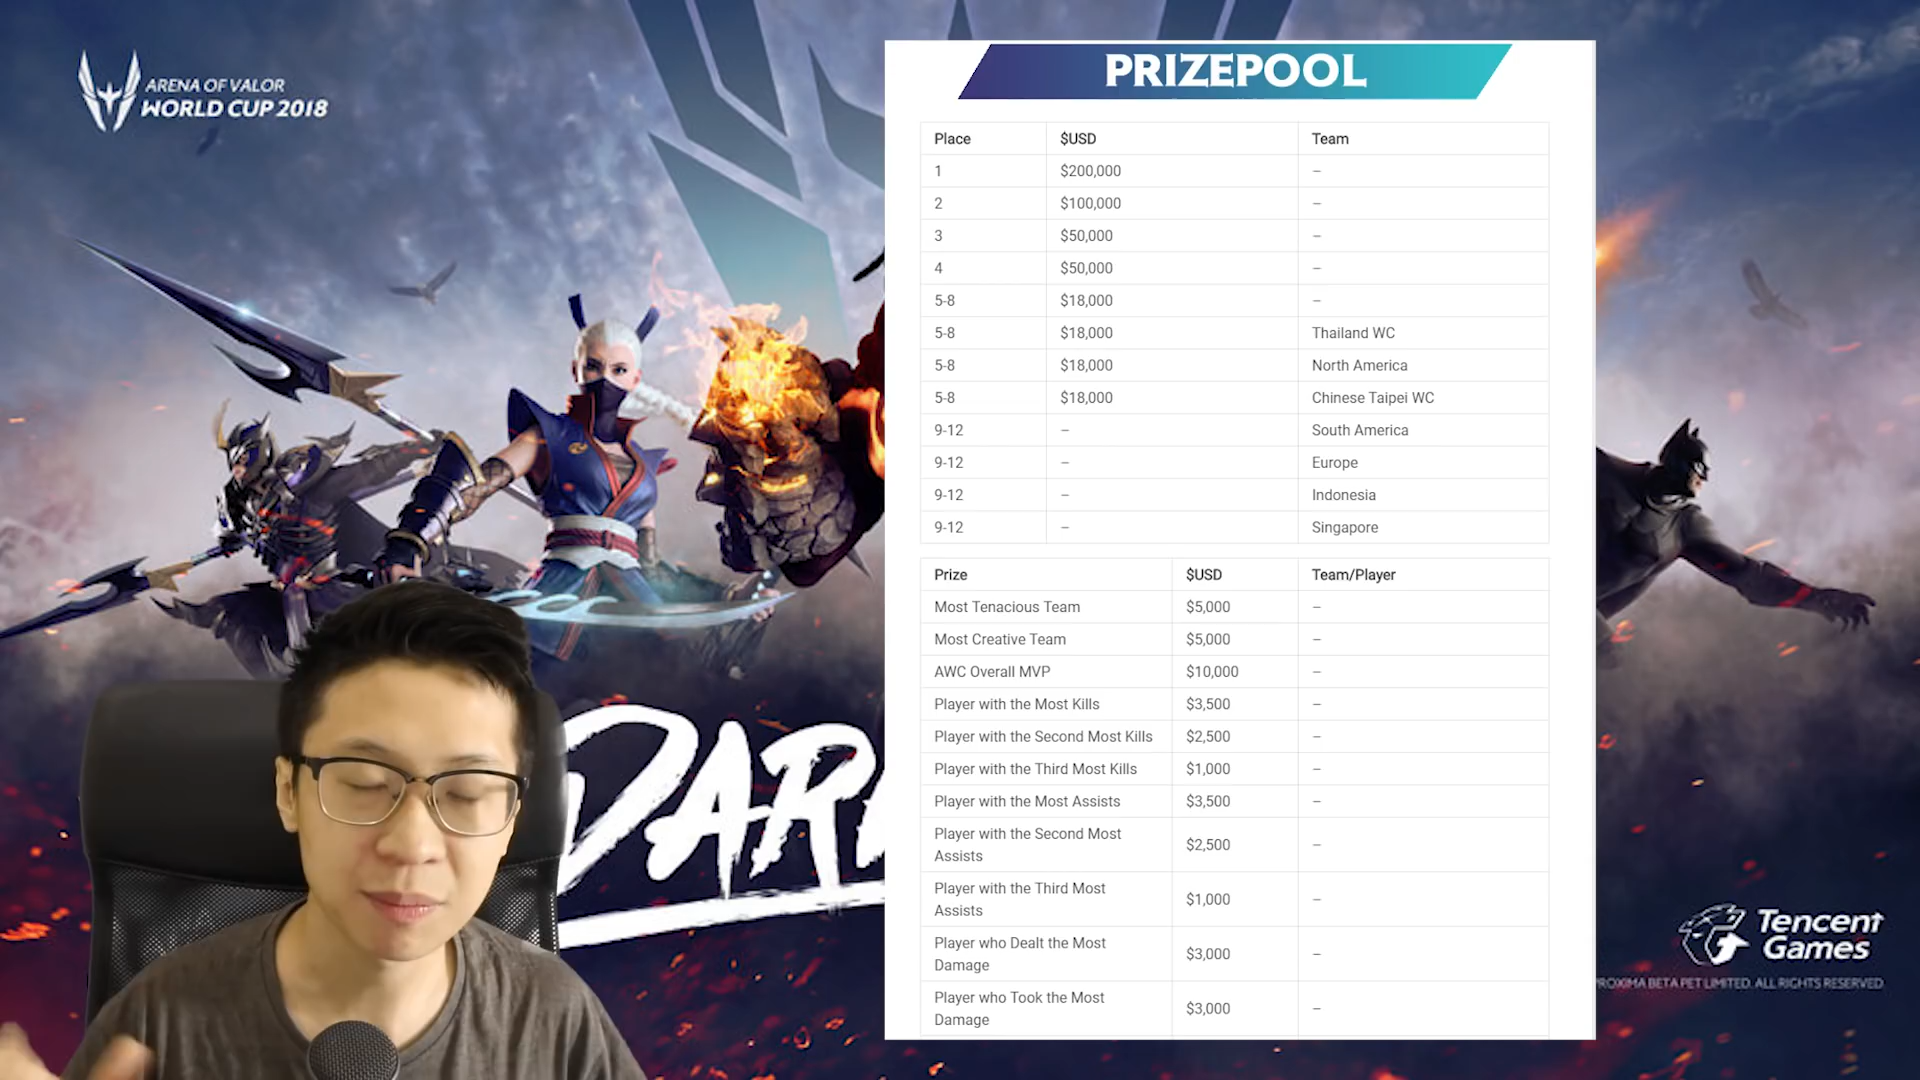 ARENA OF VALOR
WORLD CUP 2018
PRIZEPOOL
Place $USD Team
1 $200,000 –
2 $100,000 –
3 $50,000 –
4 $50,000 –
5-8 $18,000 –
5-8 $18,000 Thailand WC
5-8 $18,000 North America
5-8 $18,000 Chinese Taipei WC
9-12 – South America
9-12 – Europe
9-12 – Indonesia
9-12 – Singapore
Prize $USD Team/Player
Most Tenacious Team $5,000 –
Most Creative Team $5,000 –
AWC Overall MVP $10,000 –
Player with the Most Kills $3,500 –
Player with the Second Most Kills $2,500 –
Player with the Third Most Kills $1,000 –
Player with the Most Assists $3,500 –
Player with the Second Most
Assists $2,500 –
Player with the Third Most
Assists $1,000 –
Player who Dealt the Most
Damage $3,000 –
Player who Took the Most
Damage $3,000 –
DAR
Tencent
Games
PROXIMA BETA PET LIMITED. ALL RIGHTS RESERVED.